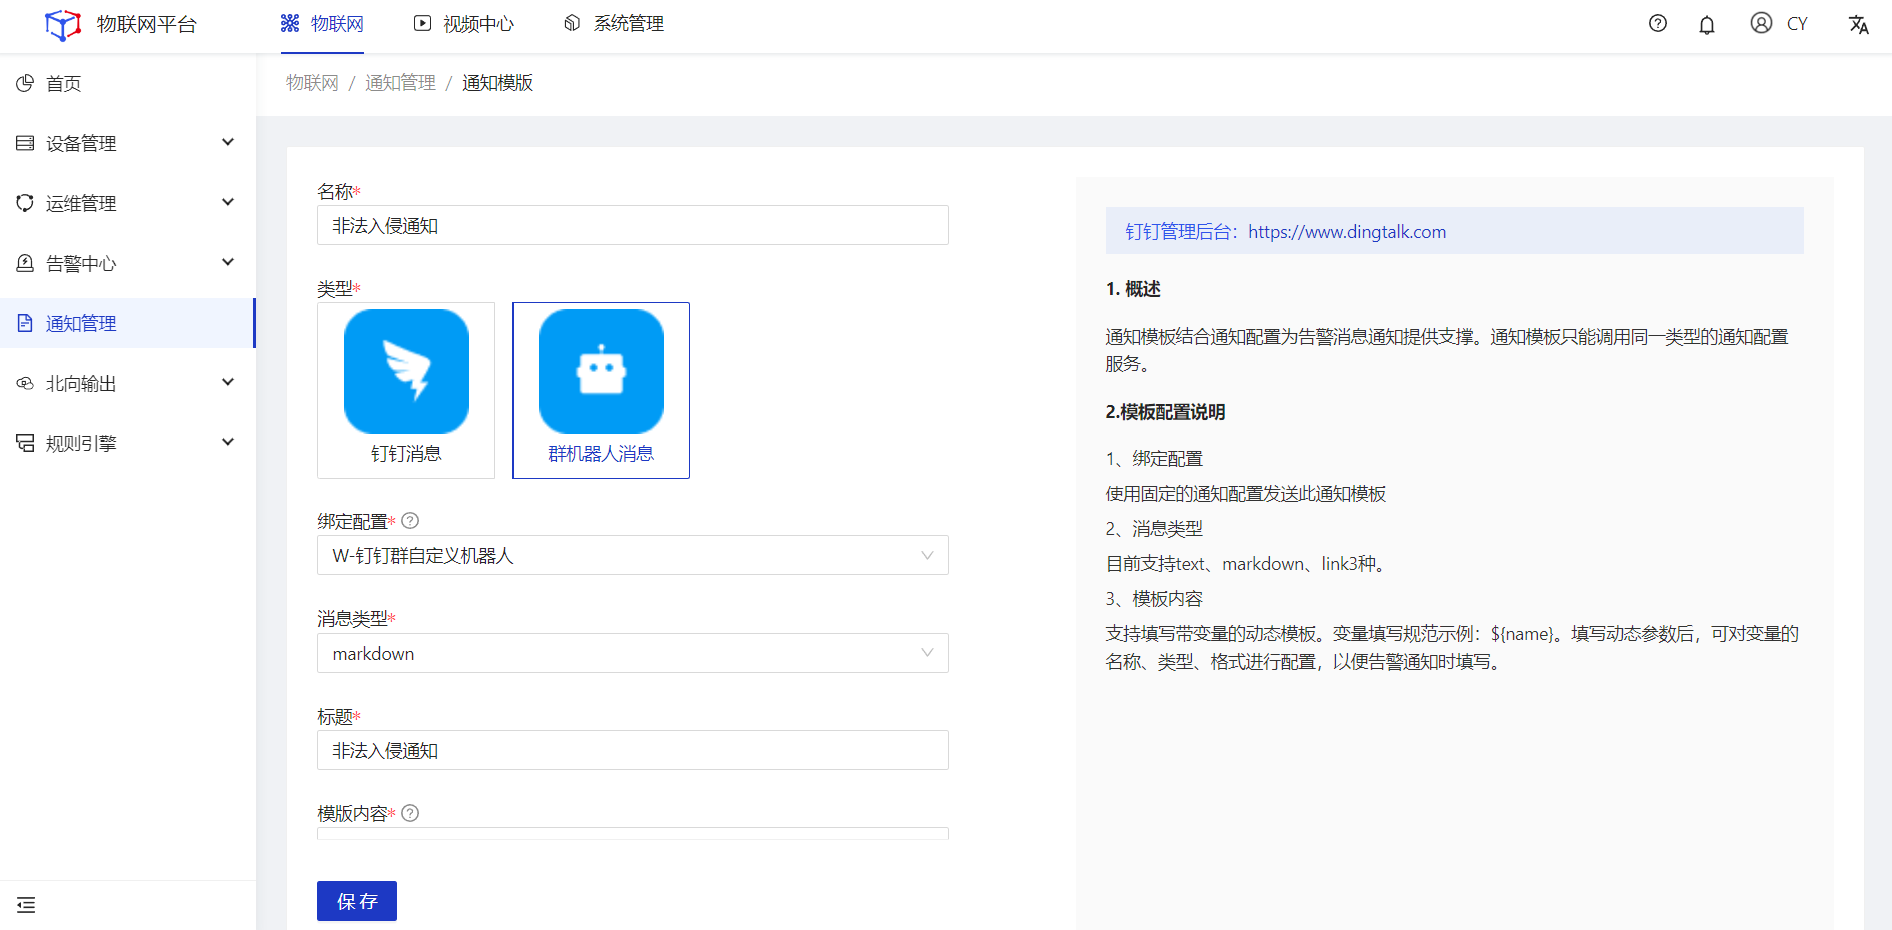 物联网平台
物联网
视频中心
系统管理
CY
首页
设备管理
运维管理
告警中心
通知管理
北向输出
规则引擎
物联网 / 通知管理 / 通知模版
名称*
非法入侵通知
类型*
钉钉消息
群机器人消息
绑定配置*
W-钉钉群自定义机器人
消息类型*
markdown
标题*
非法入侵通知
模版内容*
保存
钉钉管理后台：https://www.dingtalk.com
1. 概述
通知模板结合通知配置为告警消息通知提供支撑。通知模板只能调用同一类型的通知配置
服务。
2.模板配置说明
1、绑定配置
使用固定的通知配置发送此通知模板
2、消息类型
目前支持text、markdown、link3种。
3、模板内容
支持填写带变量的动态模板。变量填写规范示例：${name}。填写动态参数后，可对变量的
名称、类型、格式进行配置，以便告警通知时填写。